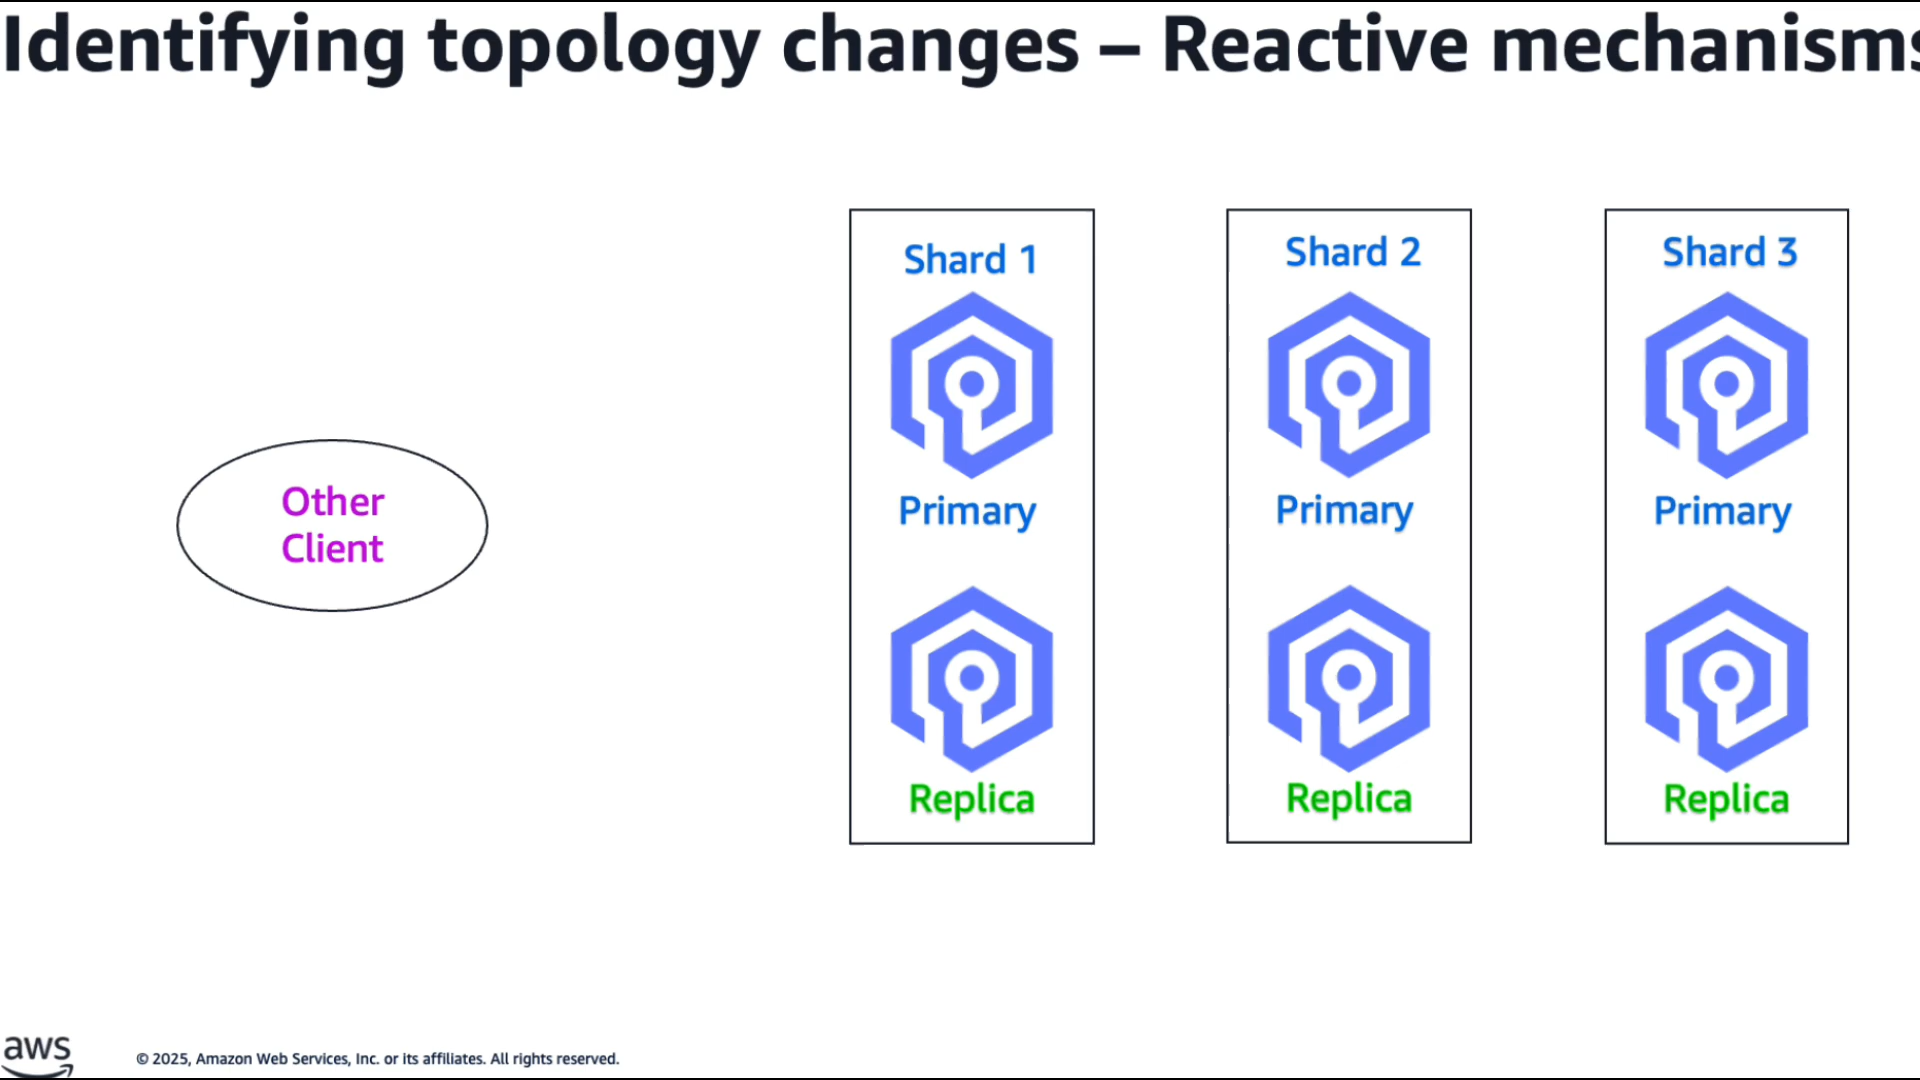 Identifying topology changes – Reactive mechanisms
Other
Client
Shard 1
Primary
Replica
Shard 2
Primary
Replica
Shard 3
Primary
Replica
aws
© 2025, Amazon Web Services, Inc. or its affiliates. All rights reserved.